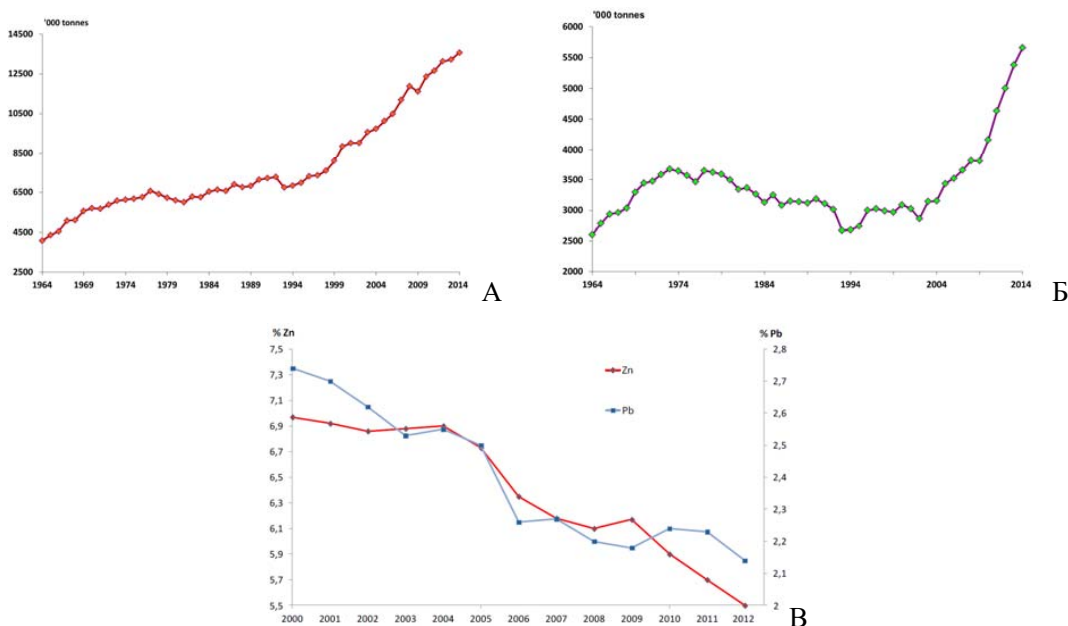 '000 tonnes
14500
12500
10500
8500
6500
4500
2500
1964 1969 1974 1979 1984 1989 1994 1999 2004 2009 2014
А
'000 tonnes
6000
5500
5000
4500
4000
3500
3000
2500
2000
1964 1974 1984 1994 2004 2014
Б
% Zn % Pb
7,5 2,8
7,3 2,7
7,1 2,6
6,9 2,5
6,7 2,4
6,5 2,3
6,3 2,2
6,1 2,1
5,9 2
5,7
5,5
Zn
Pb
2000 2001 2002 2003 2004 2005 2006 2007 2008 2009 2010 2011 2012
В